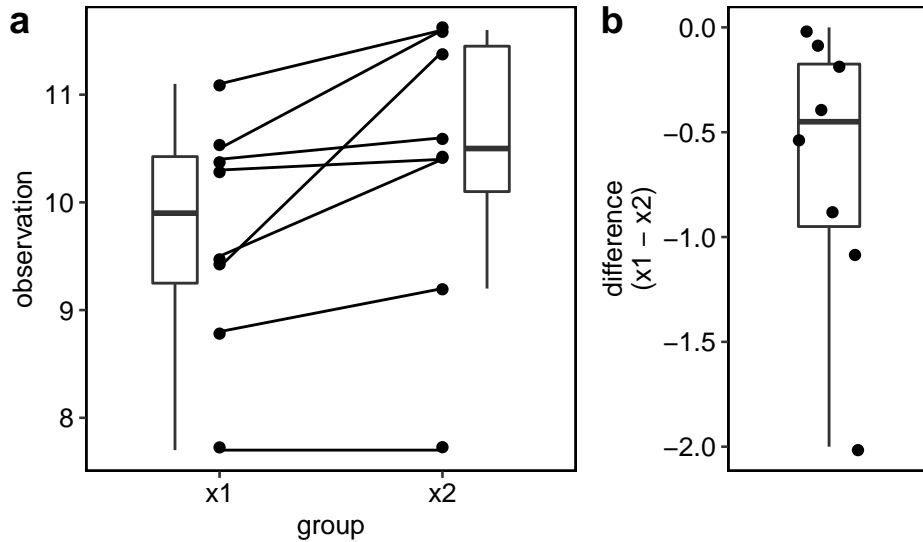 a
observation
11
10
9
8
x1
x2
group
b
difference
(x1 − x2)
0.0
−0.5
−1.0
−1.5
−2.0